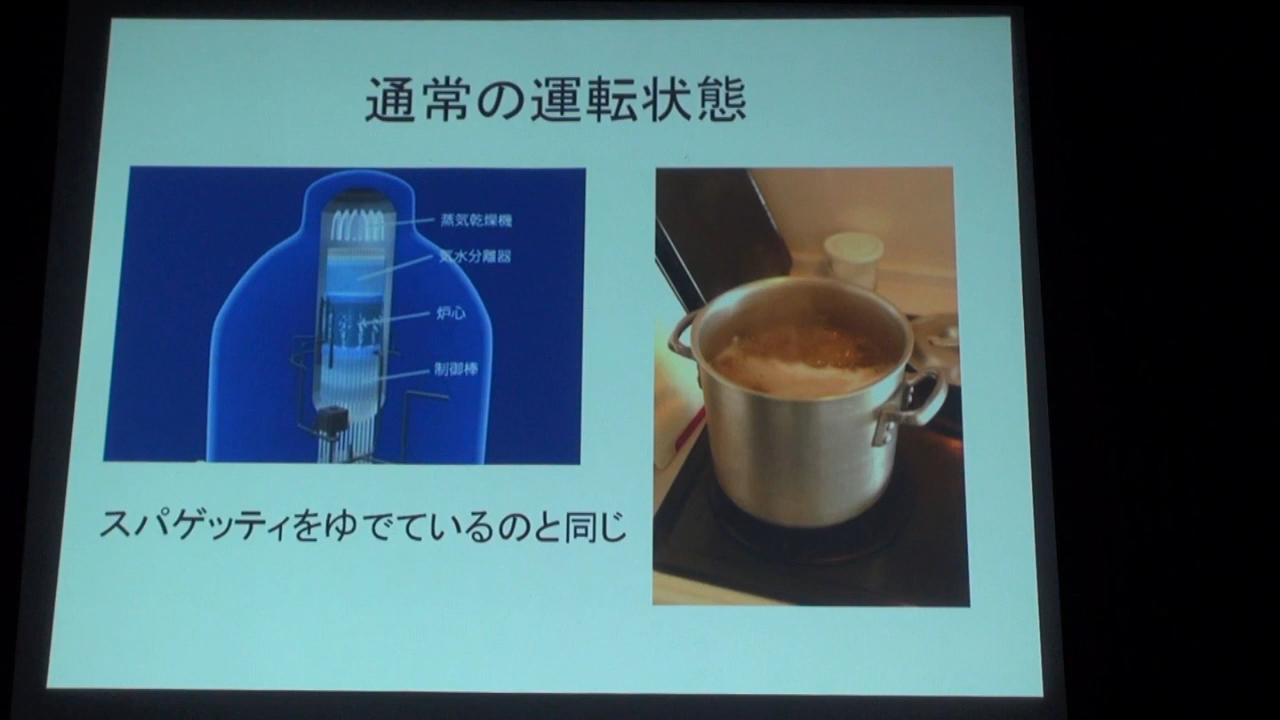 通常の運転状態
蒸気乾燥機
気水分離器
炉心
制御棒
スパゲッティをゆでているのと同じ